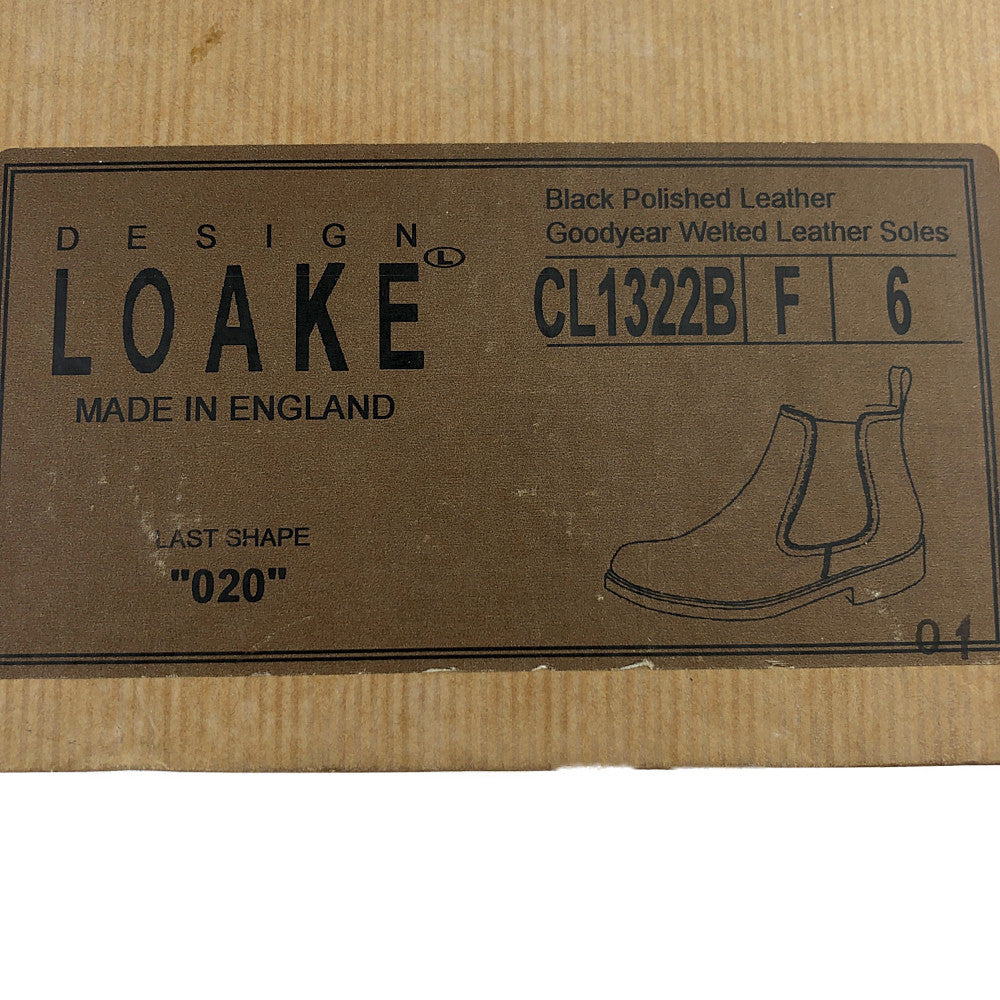 DESIGN
LOAKE Ⓛ
MADE IN ENGLAND
LAST SHAPE
"020"
Black Polished Leather
Goodyear Welted Leather Soles
CL1322B F 6
01